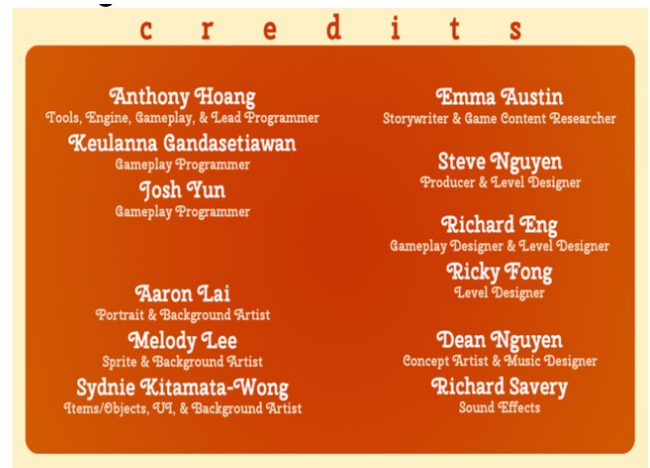 credits
Anthony Hoang
Tools, Engine, Gameplay, & Lead Programmer
Keulanna Gandasetiawan
Gameplay Programmer
Josh Yun
Gameplay Programmer
Aaron Lai
Portrait & Background Artist
Melody Lee
Sprite & Background Artist
Sydnie Kitamata-Wong
Items/Objects, UI, & Background Artist
Emma Austin
Storywriter & Game Content Researcher
Steve Nguyen
Producer & Level Designer
Richard Eng
Gameplay Designer & Level Designer
Ricky Fong
Level Designer
Dean Nguyen
Concept Artist & Music Designer
Richard Savery
Sound Effects